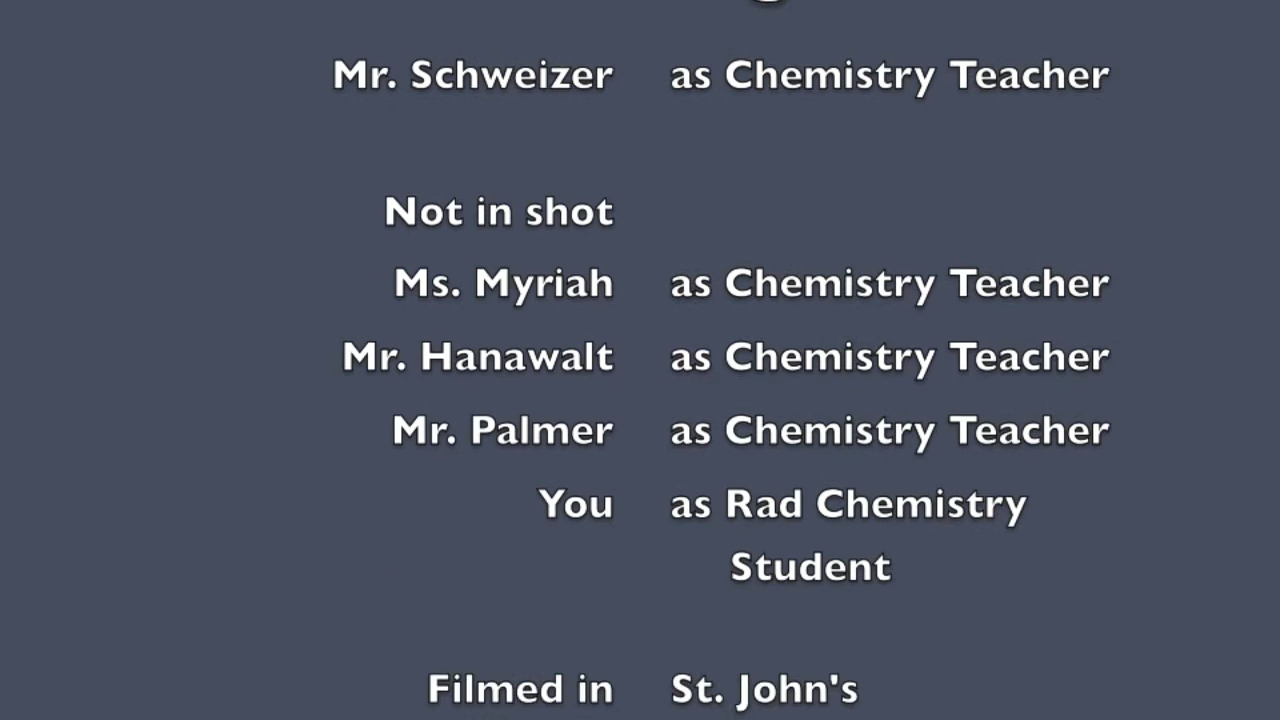 Mr. Schweizer as Chemistry Teacher
Not in shot
Ms. Myriah as Chemistry Teacher
Mr. Hanawalt as Chemistry Teacher
Mr. Palmer as Chemistry Teacher
You as Rad Chemistry
Student
Filmed in St. John's